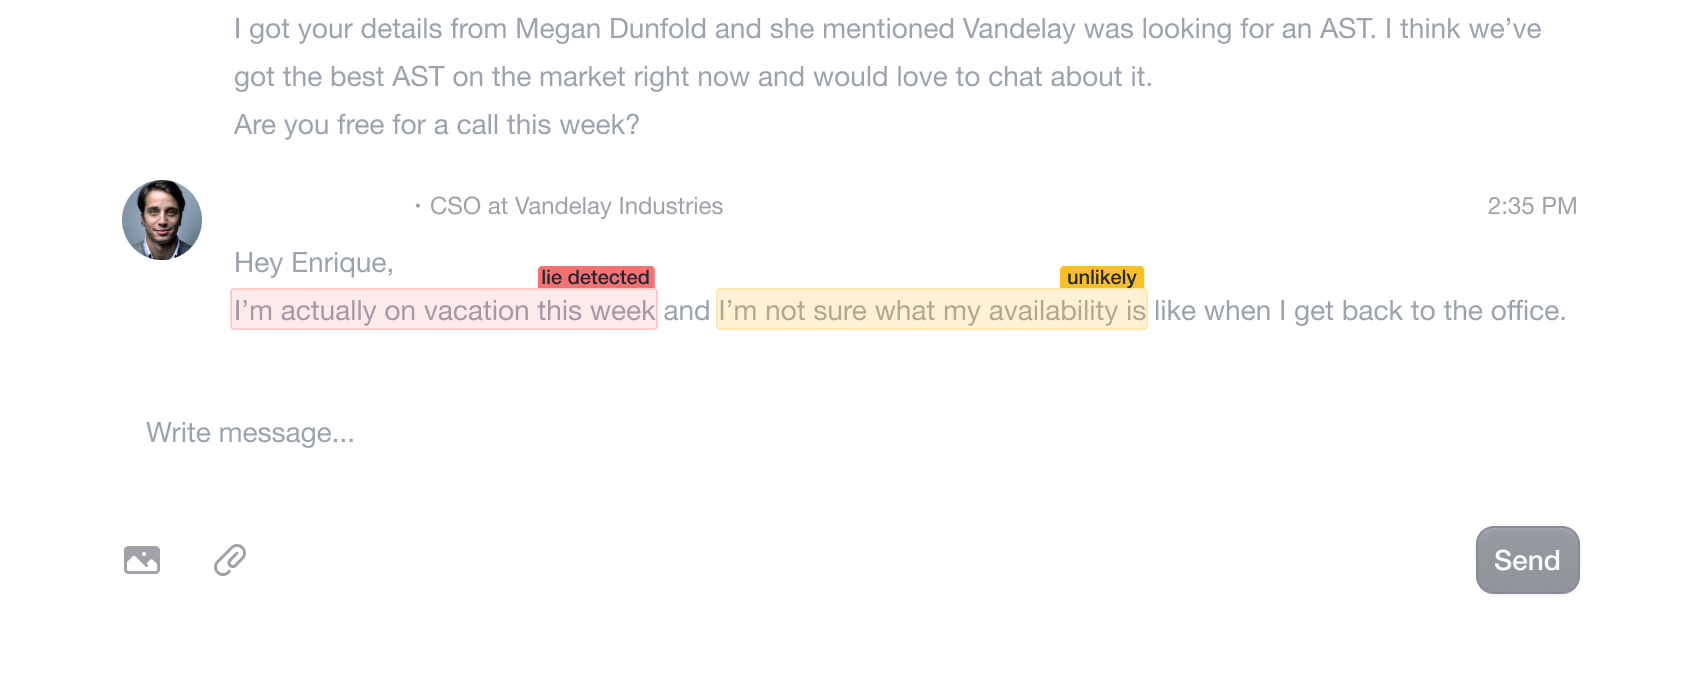 I got your details from Megan Dunfold and she mentioned Vandelay was looking for an AST. I think we’ve
got the best AST on the market right now and would love to chat about it.
Are you free for a call this week?
· CSO at Vandelay Industries
2:35 PM
Hey Enrique,
lie detected
unlikely
I’m actually on vacation this week and I’m not sure what my availability is like when I get back to the office.
Write message...
Send